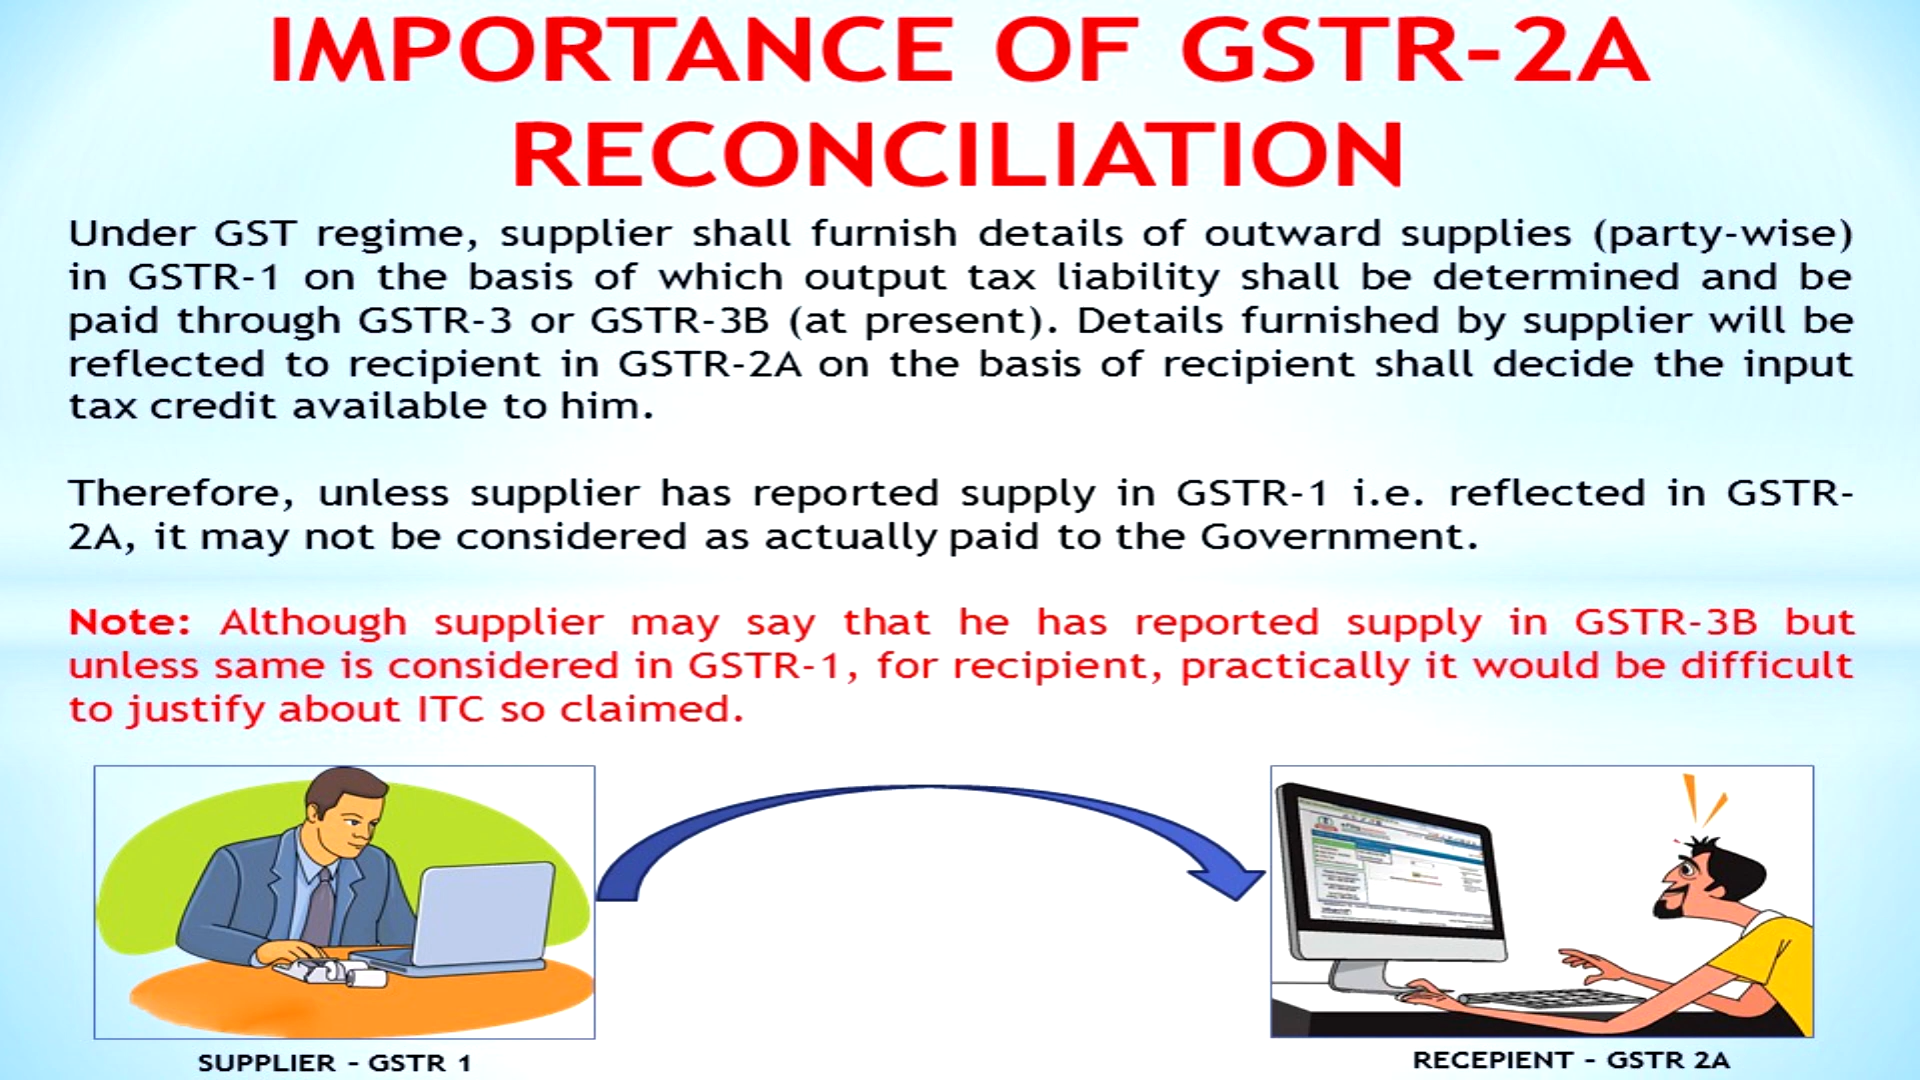 IMPORTANCE OF GSTR-2A
RECONCILIATION
Under GST regime, supplier shall furnish details of outward supplies (party-wise)
in GSTR-1 on the basis of which output tax liability shall be determined and be
paid through GSTR-3 or GSTR-3B (at present). Details furnished by supplier will be
reflected to recipient in GSTR-2A on the basis of recipient shall decide the input
tax credit available to him.
Therefore, unless supplier has reported supply in GSTR-1 i.e. reflected in GSTR-
2A, it may not be considered as actually paid to the Government.
Note: Although supplier may say that he has reported supply in GSTR-3B but
unless same is considered in GSTR-1, for recipient, practically it would be difficult
to justify about ITC so claimed.
SUPPLIER - GSTR 1
RECEPIENT - GSTR 2A